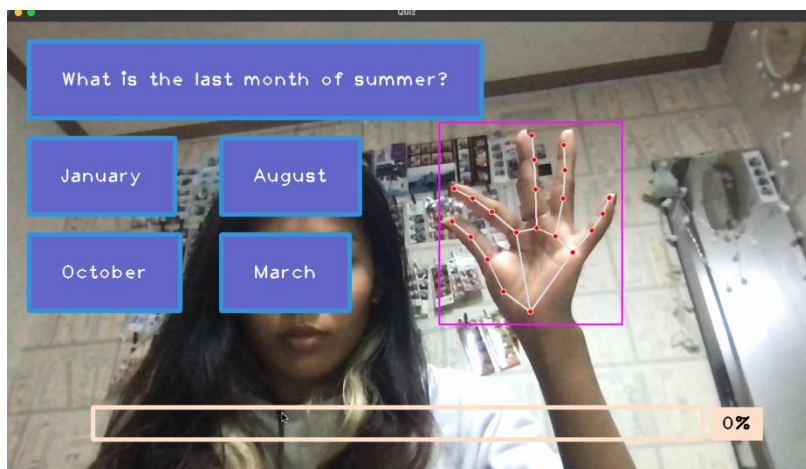 Quiz
What is the last month of summer?
January
August
October
March
0%